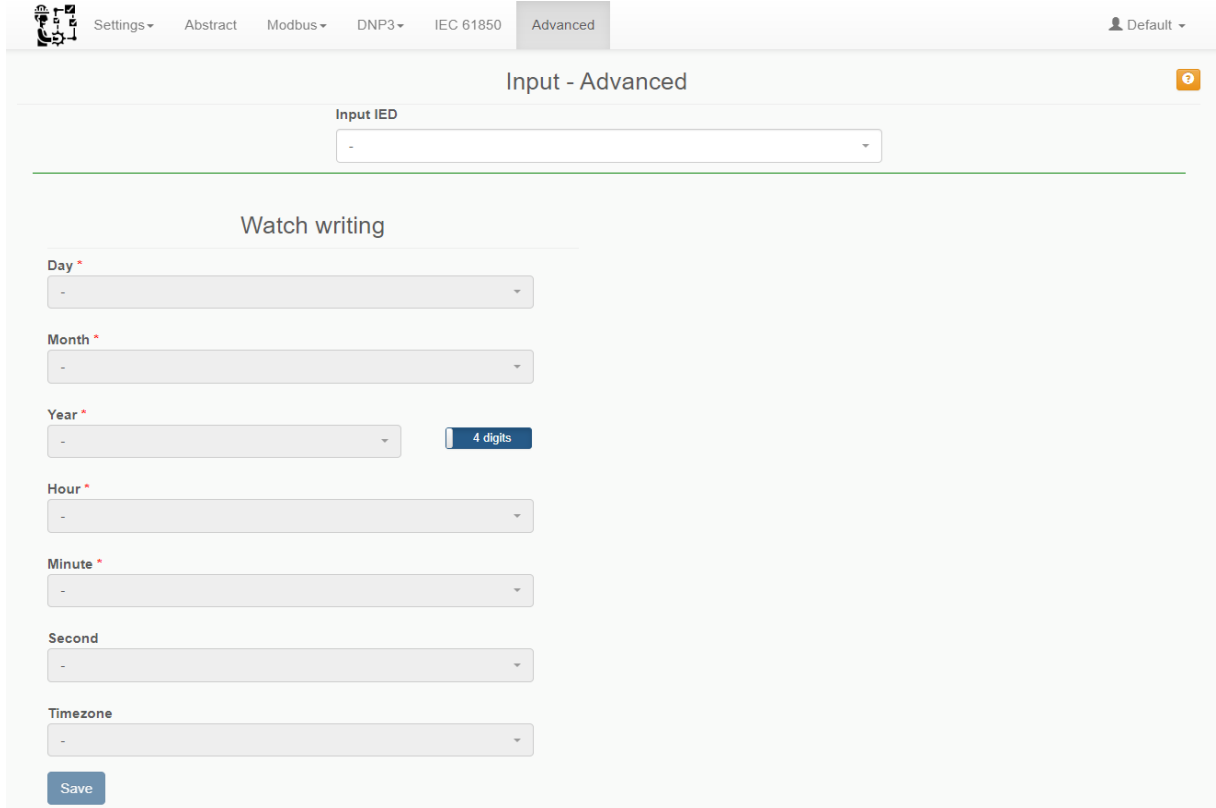 Settings Abstract Modbus DNP3 IEC 61850 Advanced Default
Input - Advanced
Input IED
-
Watch writing
Day *
-
Month *
-
Year *
- 4 digits
Hour *
-
Minute *
-
Second
-
Timezone
-
Save